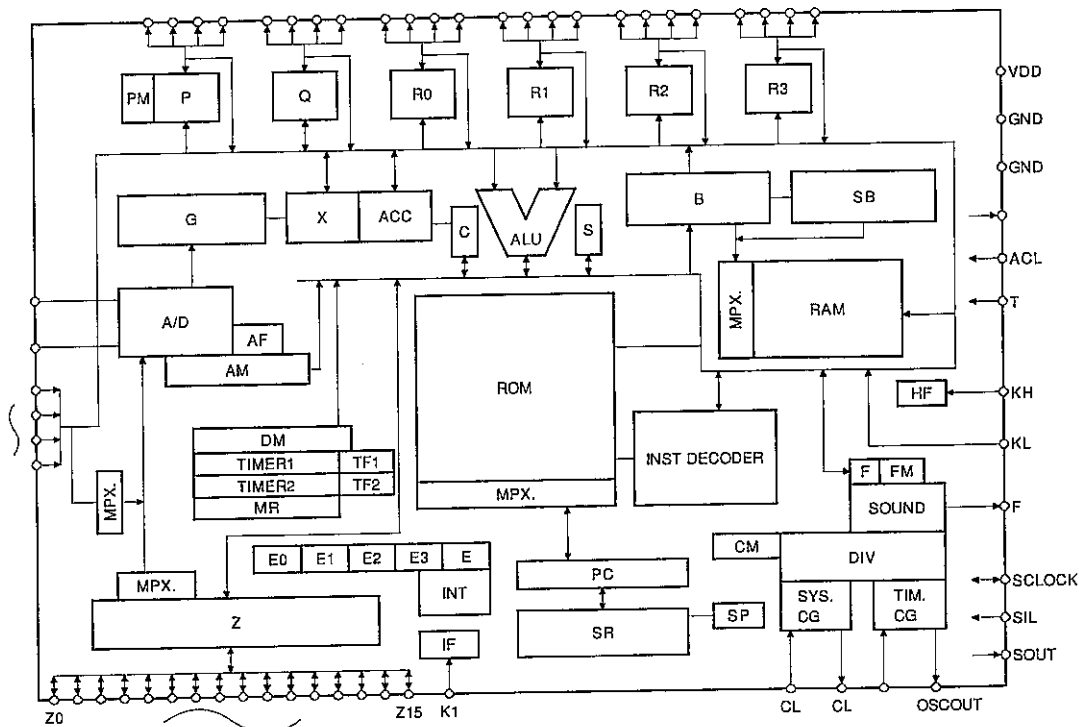 VDD
PM P
Q
R0
R1
R2
R3
GND
GND
G
X
ACC
C
ALU
S
B
SB
ACL
A/D
AF
AM
MPX.
RAM
T
ROM
HF
KH
KL
DM
TIMER1 TF1
TIMER2 TF2
MR
MPX.
INST DECODER
MPX.
F FM
SOUND
F
E0 E1 E2 E3 E
INT
CM
DIV
MPX.
Z
PC
SR
SP
SYS. CG
TIM. CG
SCLOCK
SIL
SOUT
IF
Z0
Z15
K1
CL
CL
OSCOUT